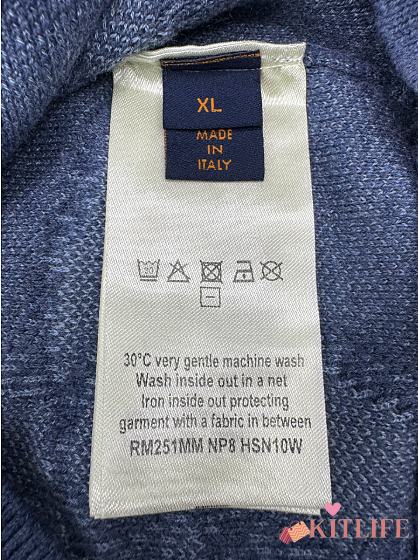 XL
MADE
IN
ITALY
30
30°C very gentle machine wash
Wash inside out in a net
Iron inside out protecting
garment with a fabric in between
RM251MM NP8 HSN10W
KITLIFE